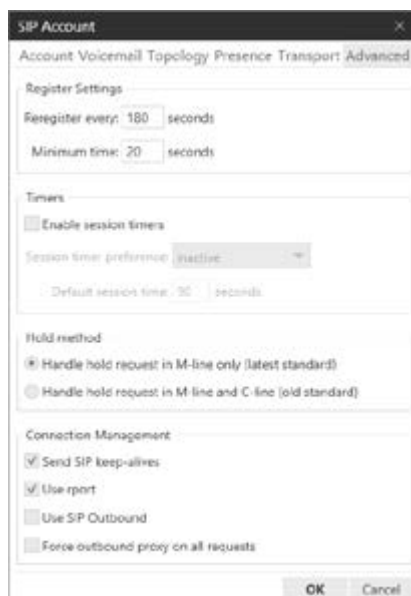 SIP Account
Account Voicemail Topology Presence Transport Advanced
Register Settings
Reregister every: 180 seconds
Minimum time: 20 seconds
Timers
Enable session timers
Session timer preference: Inactive
Default session time: 90 seconds
Hold method
Handle hold request in M-line only (latest standard)
Handle hold request in M-line and C-line (old standard)
Connection Management
Send SIP keep-alives
Use rport
Use SIP Outbound
Force outbound proxy on all requests
OK Cancel